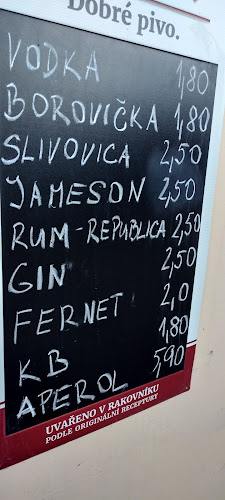 Dobré pivo.
VODKA 1,80
BOROVIČKA 1,80
SLIVOVICA 2,50
JAMESON 2,50
RUM-REPUBLICA 2,50
GIN 2,50
FERNET 2,0
KB 1,80
APEROL 5,90
UVAŘENO V RAKOVNÍKU
PODLE ORIGINÁLNÍ RECEPTURY